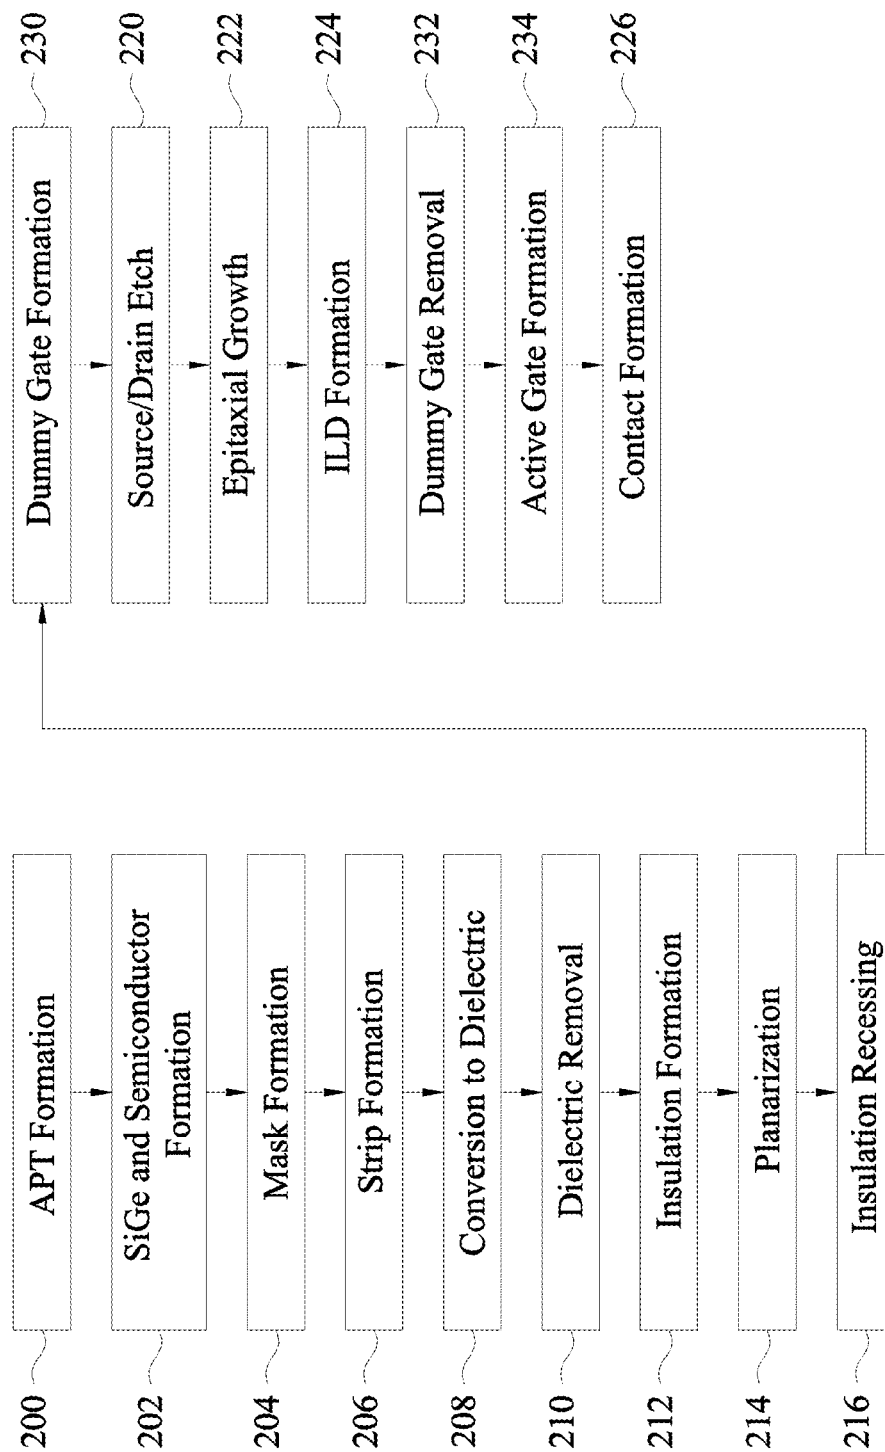 200
APT Formation
202
SiGe and Semiconductor
Formation
204
Mask Formation
206
Strip Formation
208
Conversion to Dielectric
210
Dielectric Removal
212
Insulation Formation
214
Planarization
216
Insulation Recessing
Dummy Gate Formation
230
Source/Drain Etch
220
Epitaxial Growth
222
ILD Formation
224
Dummy Gate Removal
232
Active Gate Formation
234
Contact Formation
226